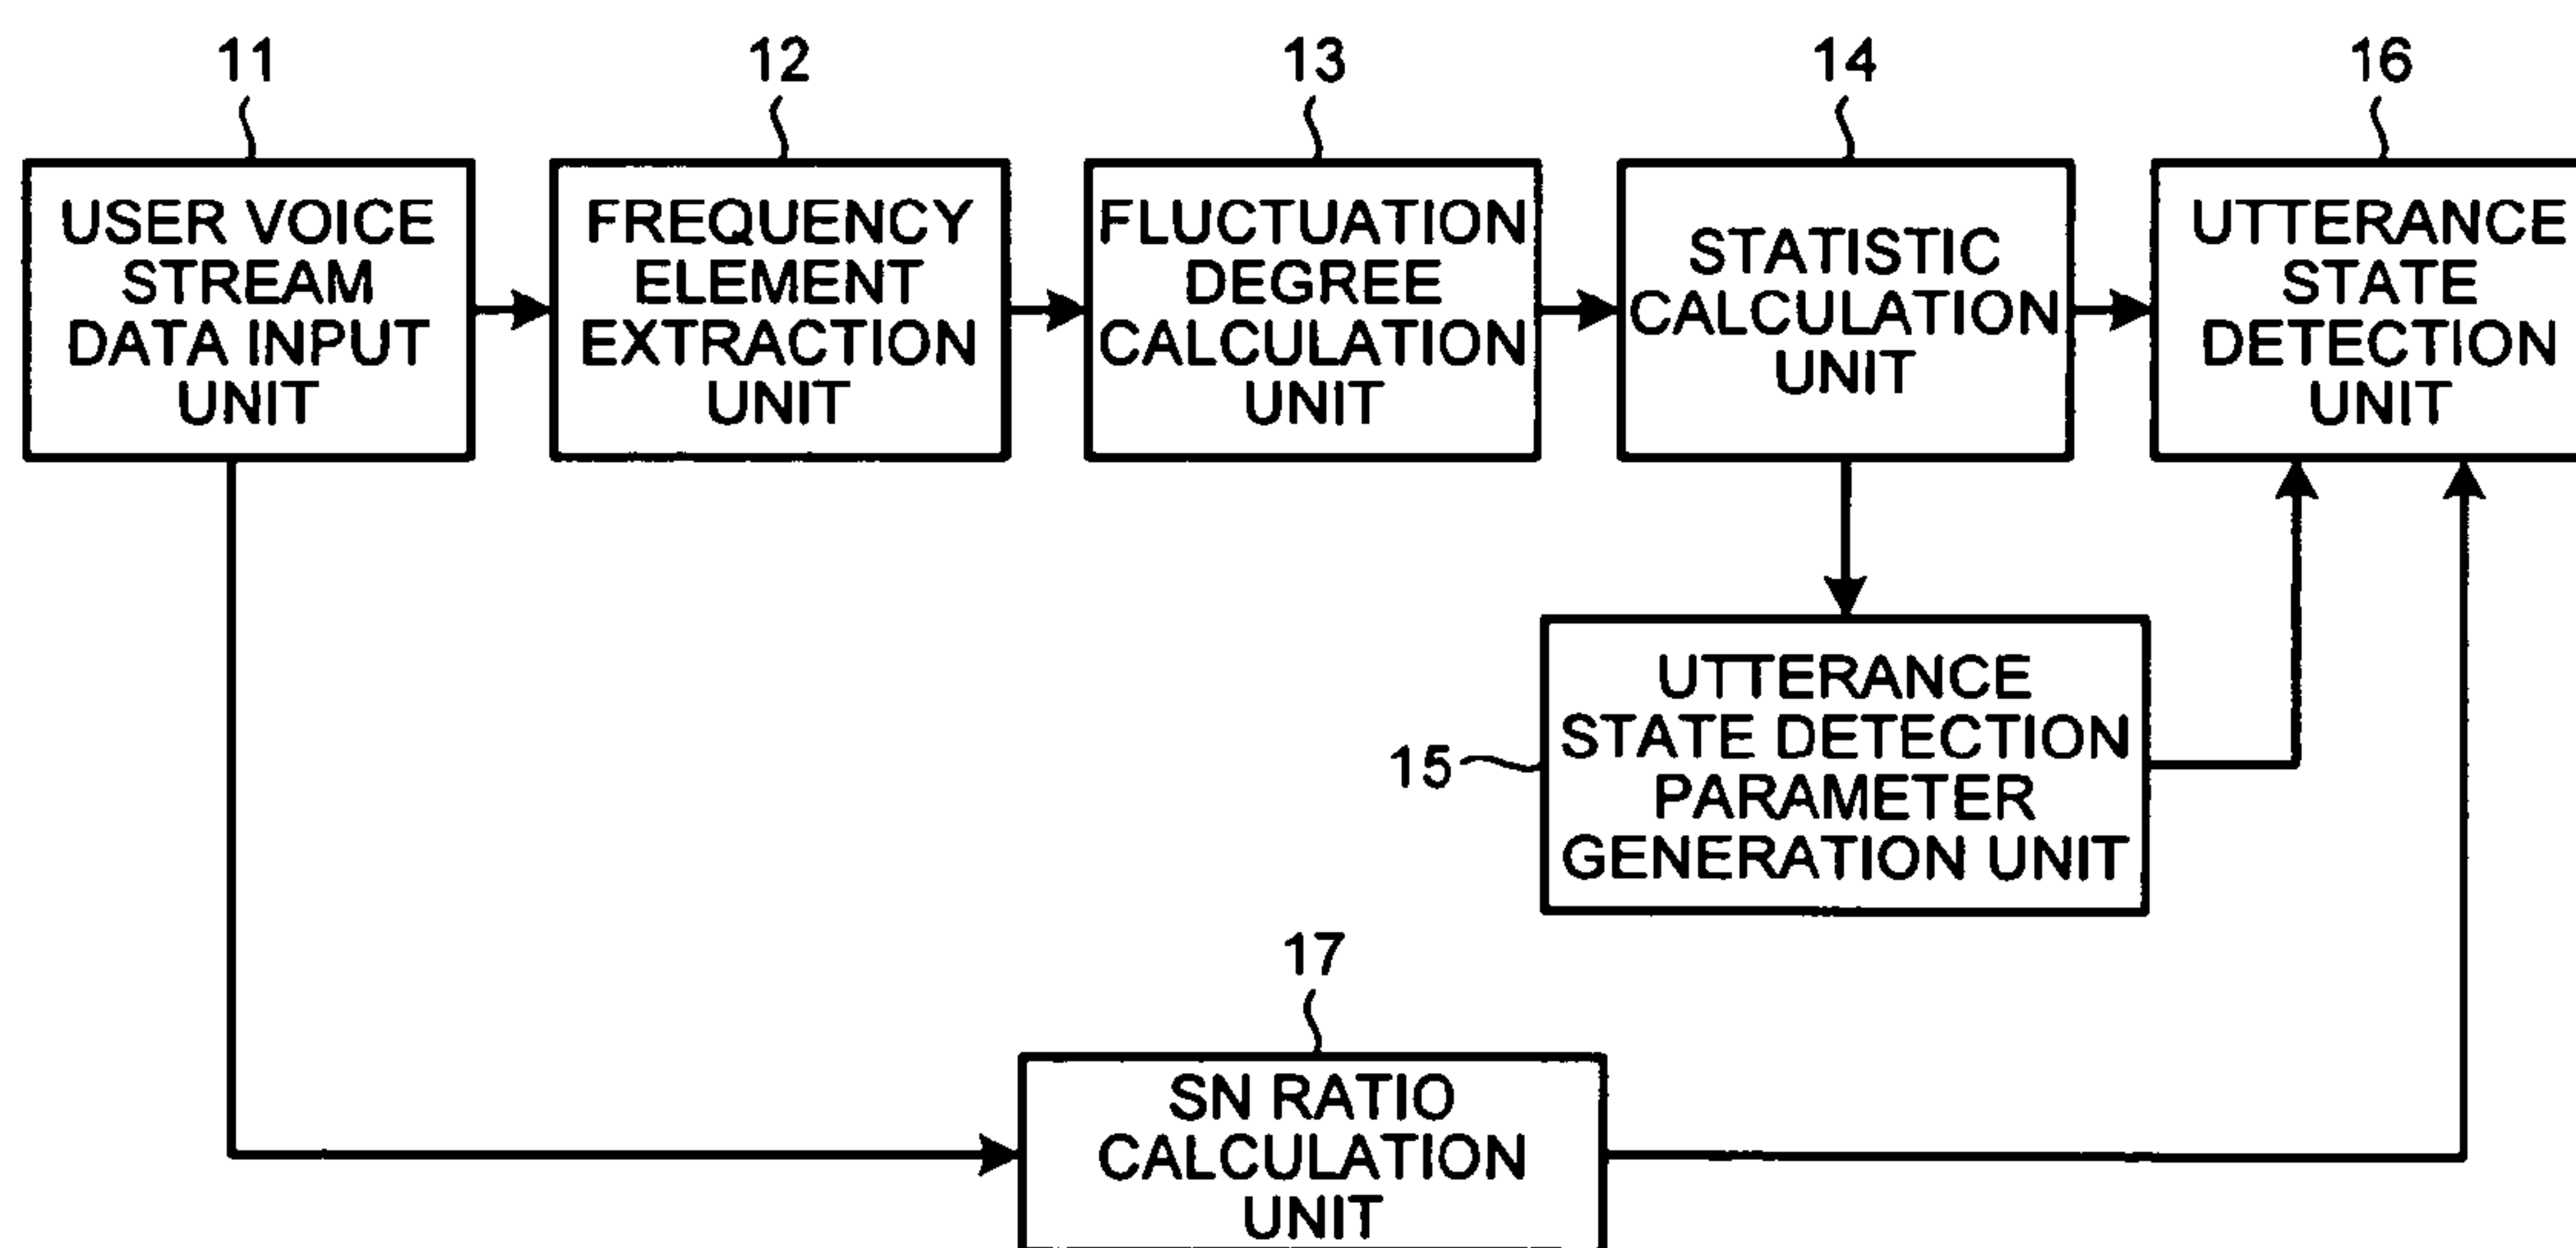 11
12
13
14
16
USER VOICE
STREAM
DATA INPUT
UNIT
FREQUENCY
ELEMENT
EXTRACTION
UNIT
FLUCTUATION
DEGREE
CALCULATION
UNIT
STATISTIC
CALCULATION
UNIT
UTTERANCE
STATE
DETECTION
UNIT
15
UTTERANCE
STATE DETECTION
PARAMETER
GENERATION UNIT
17
SN RATIO
CALCULATION
UNIT